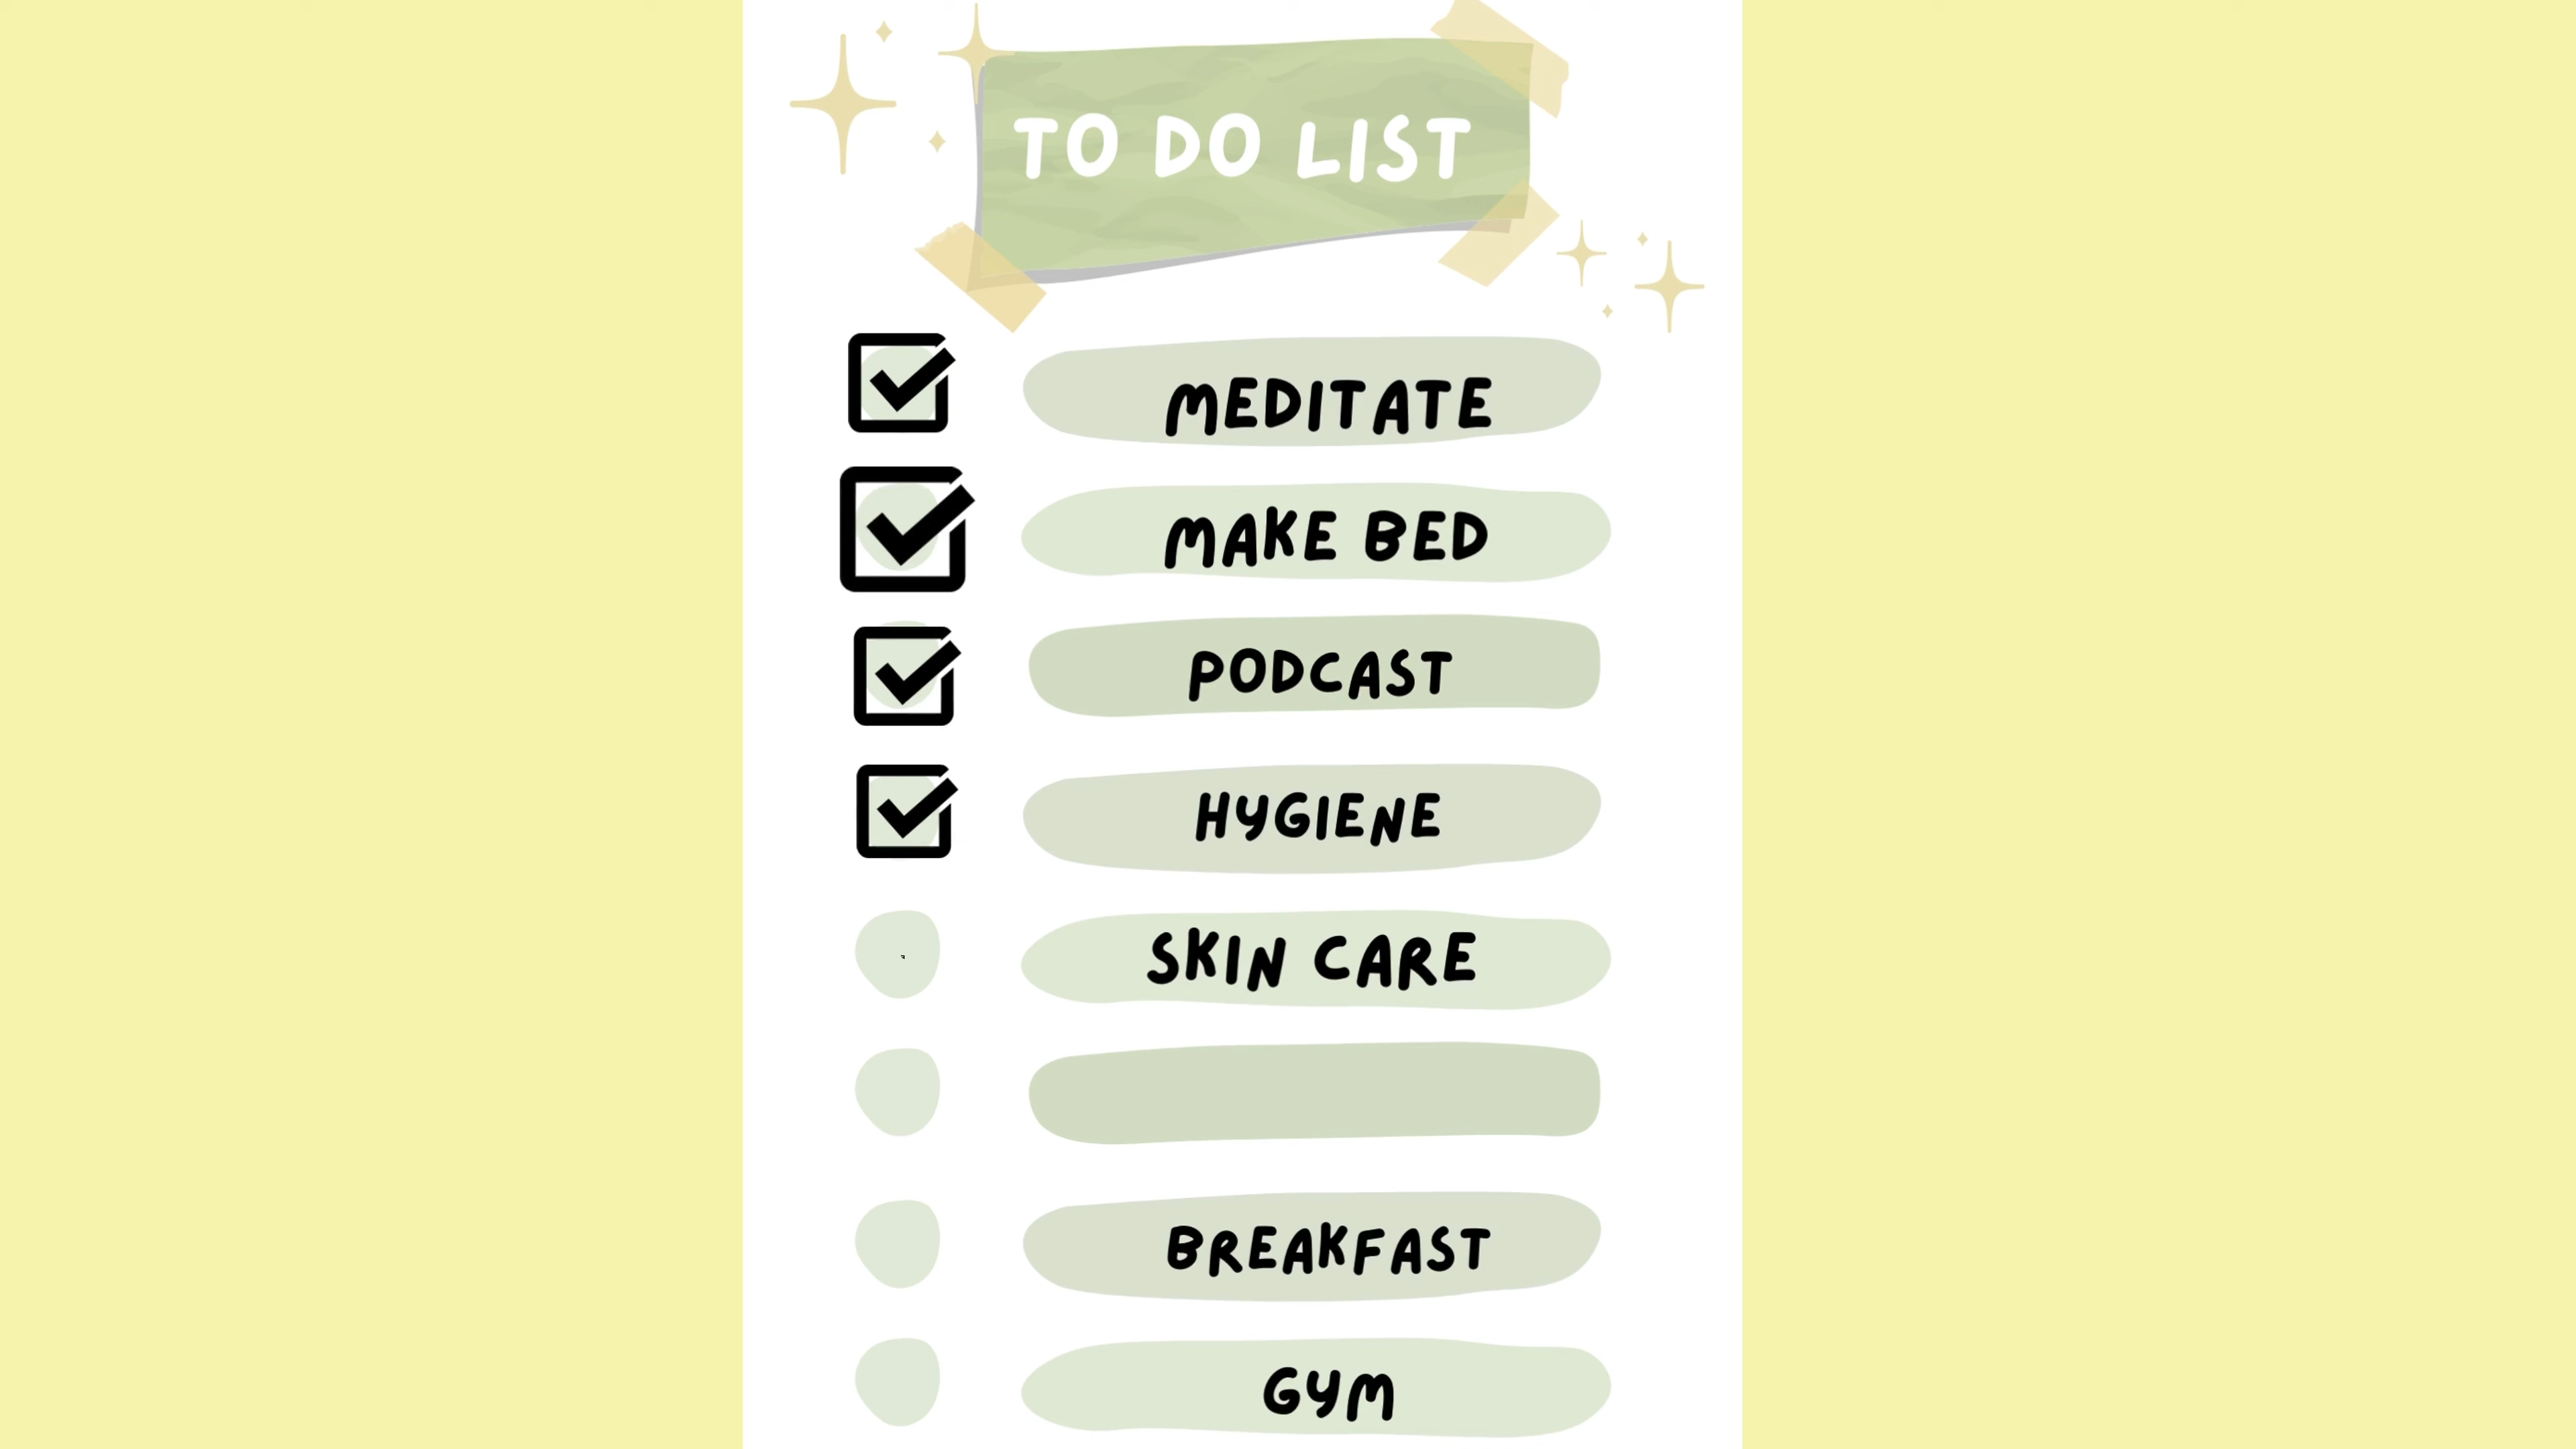 TO DO LIST
MEDITATE
MAKE BED
PODCAST
HYGIENE
SKIN CARE
BREAKFAST
GYM